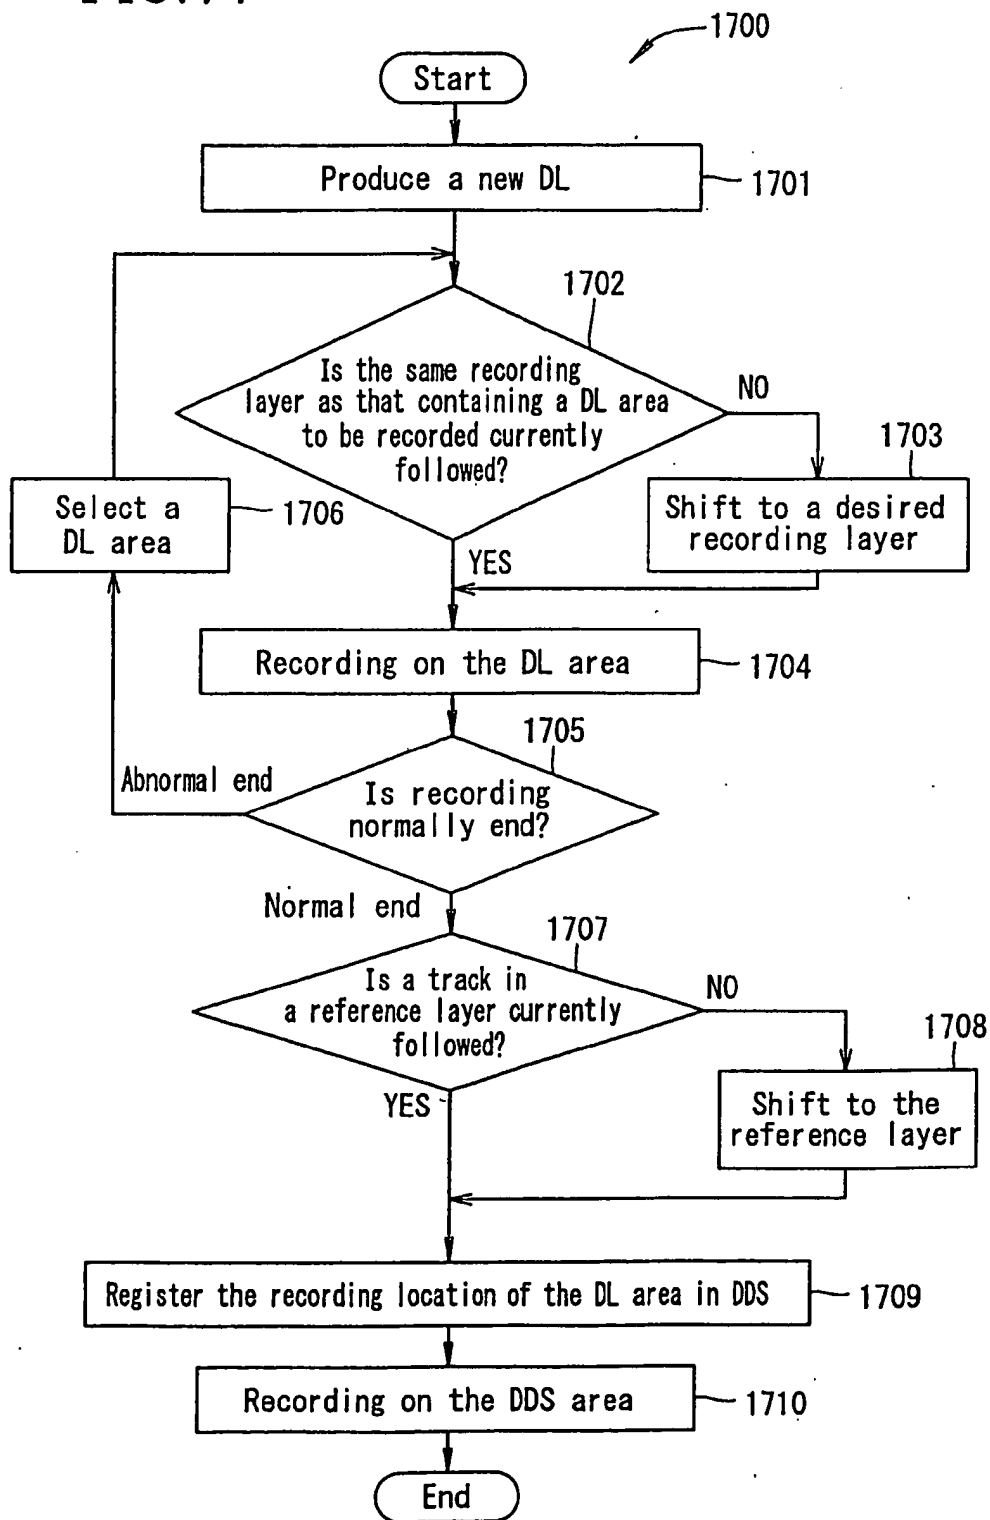 1700
Start
Produce a new DL
1701
1702
Is the same recording
layer as that containing a DL area
to be recorded currently
followed?
NO
1703
Shift to a desired
recording layer
Select a
DL area
1706
YES
Recording on the DL area
1704
1705
Abnormal end
Is recording
normally end?
Normal end
1707
Is a track in
a reference layer currently
followed?
NO
1708
Shift to the
reference layer
YES
Register the recording location of the DL area in DDS
1709
Recording on the DDS area
1710
End